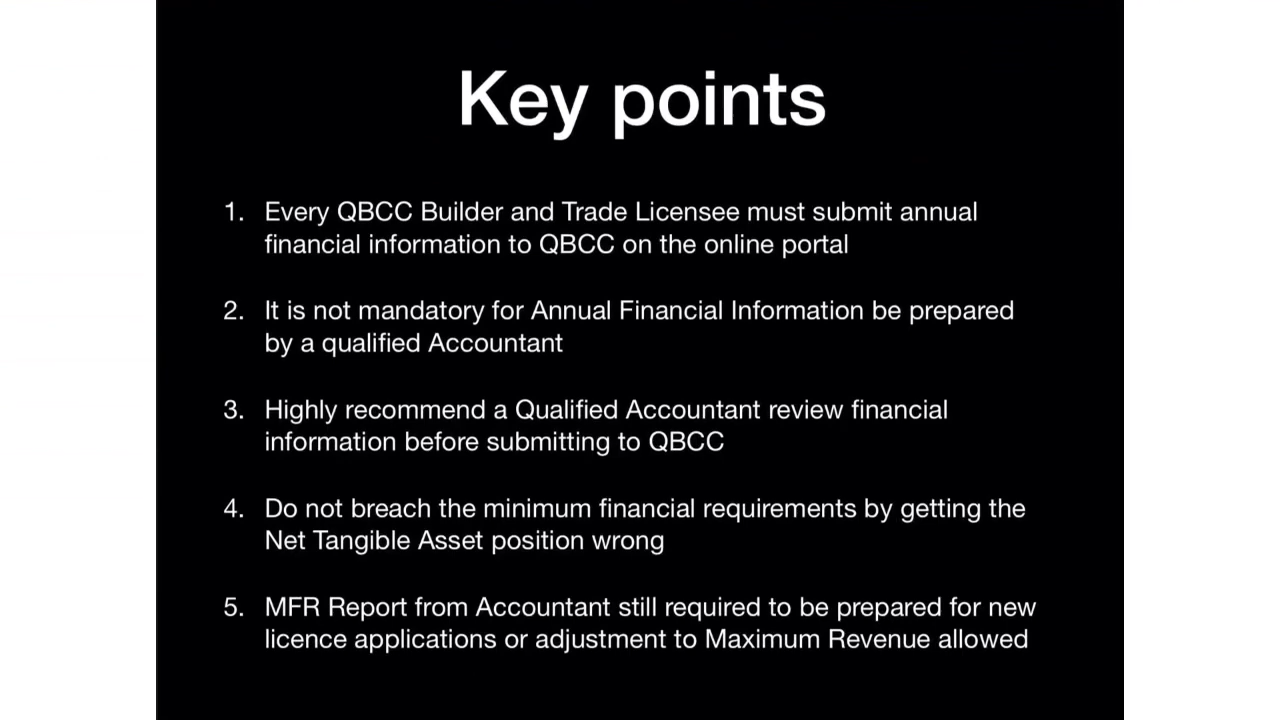 Key points
1. Every QBCC Builder and Trade Licensee must submit annual
financial information to QBCC on the online portal
2. It is not mandatory for Annual Financial Information be prepared
by a qualified Accountant
3. Highly recommend a Qualified Accountant review financial
information before submitting to QBCC
4. Do not breach the minimum financial requirements by getting the
Net Tangible Asset position wrong
5. MFR Report from Accountant still required to be prepared for new
licence applications or adjustment to Maximum Revenue allowed